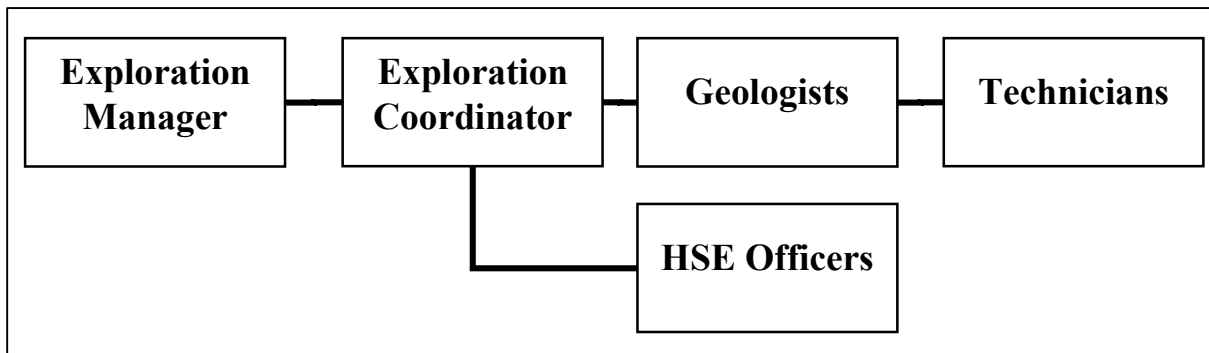 Exploration
Manager
Exploration
Coordinator
Geologists
Technicians
HSE Officers